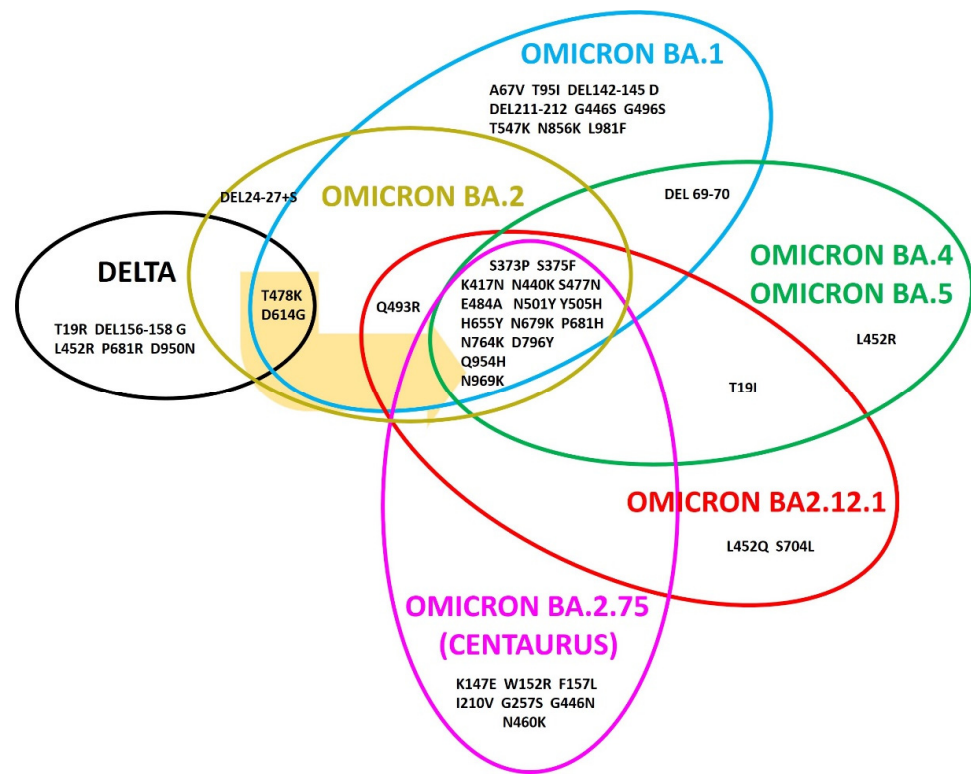 OMICRON BA.1
A67V T95I DEL142-145 D
DEL211-212 G446S G496S
T547K N856K L981F
DEL24-27+S
OMICRON BA.2
DEL 69-70
DELTA
T19R DEL156-158 G
L452R P681R D950N
T478K
D614G
Q493R
S373P S375F
K417N N440K S477N
E484A N501Y Y505H
H655Y N679K P681H
N764K D796Y
Q954H
N969K
OMICRON BA.4
OMICRON BA.5
L452R
T19I
OMICRON BA2.12.1
L452Q S704L
OMICRON BA.2.75
(CENTAURUS)
K147E W152R F157L
I210V G257S G446N
N460K